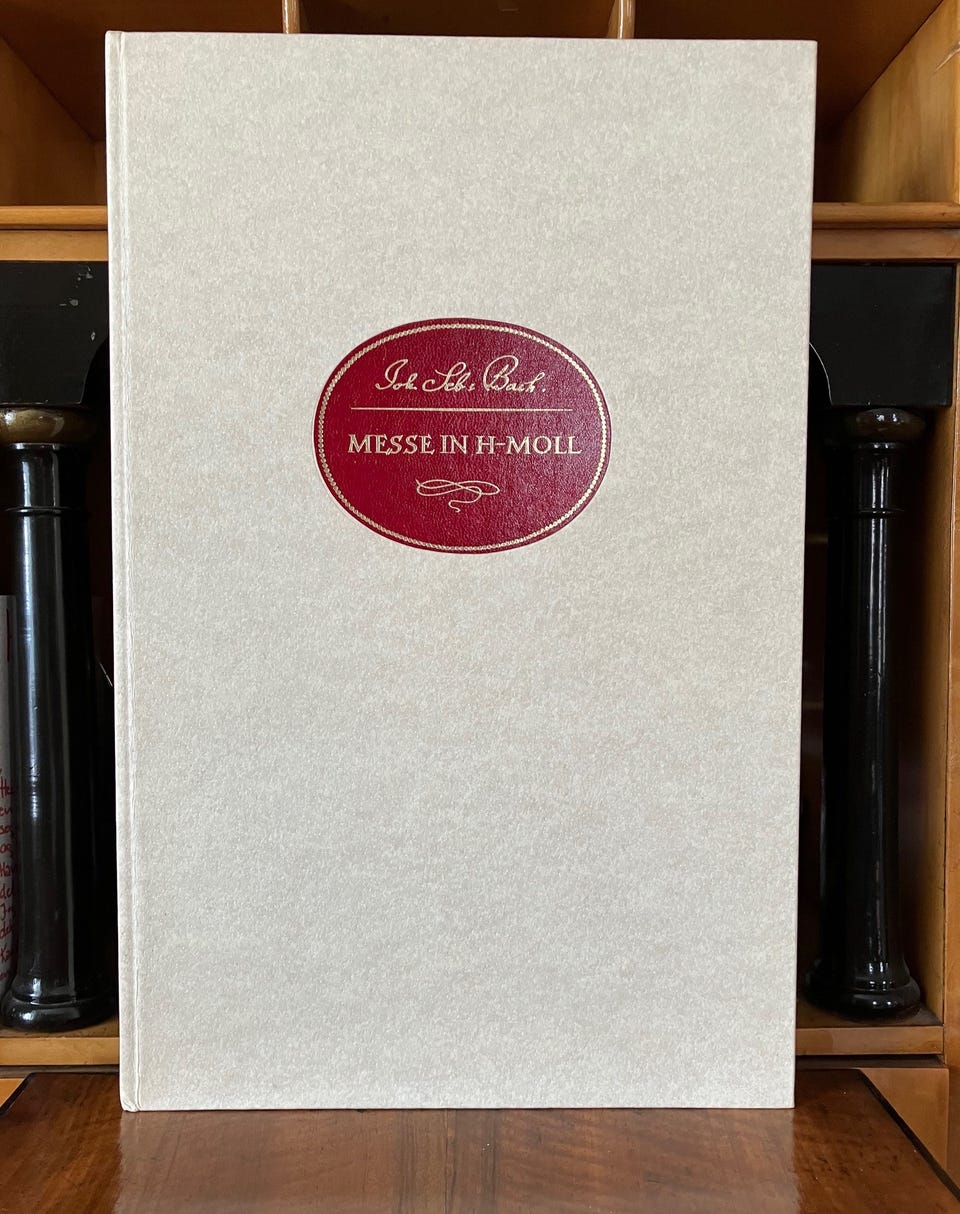 Joh. Seb. Bach.
MESSE IN H-MOLL